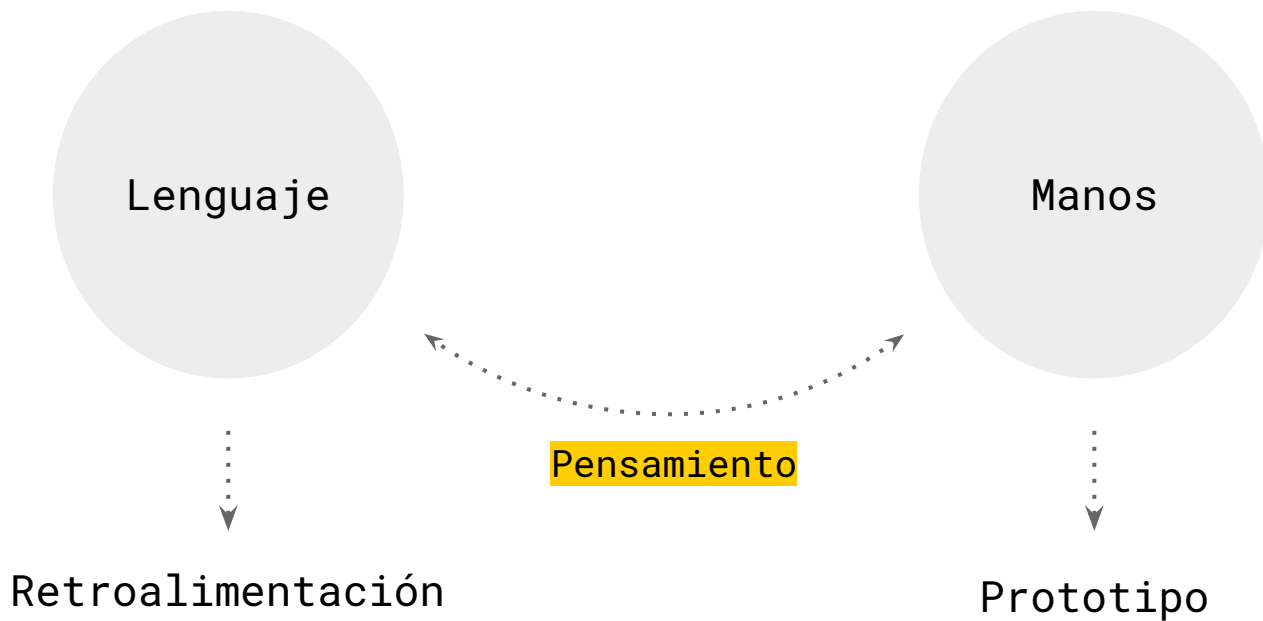 Lenguaje
Manos
Pensamiento
Retroalimentación
Prototipo